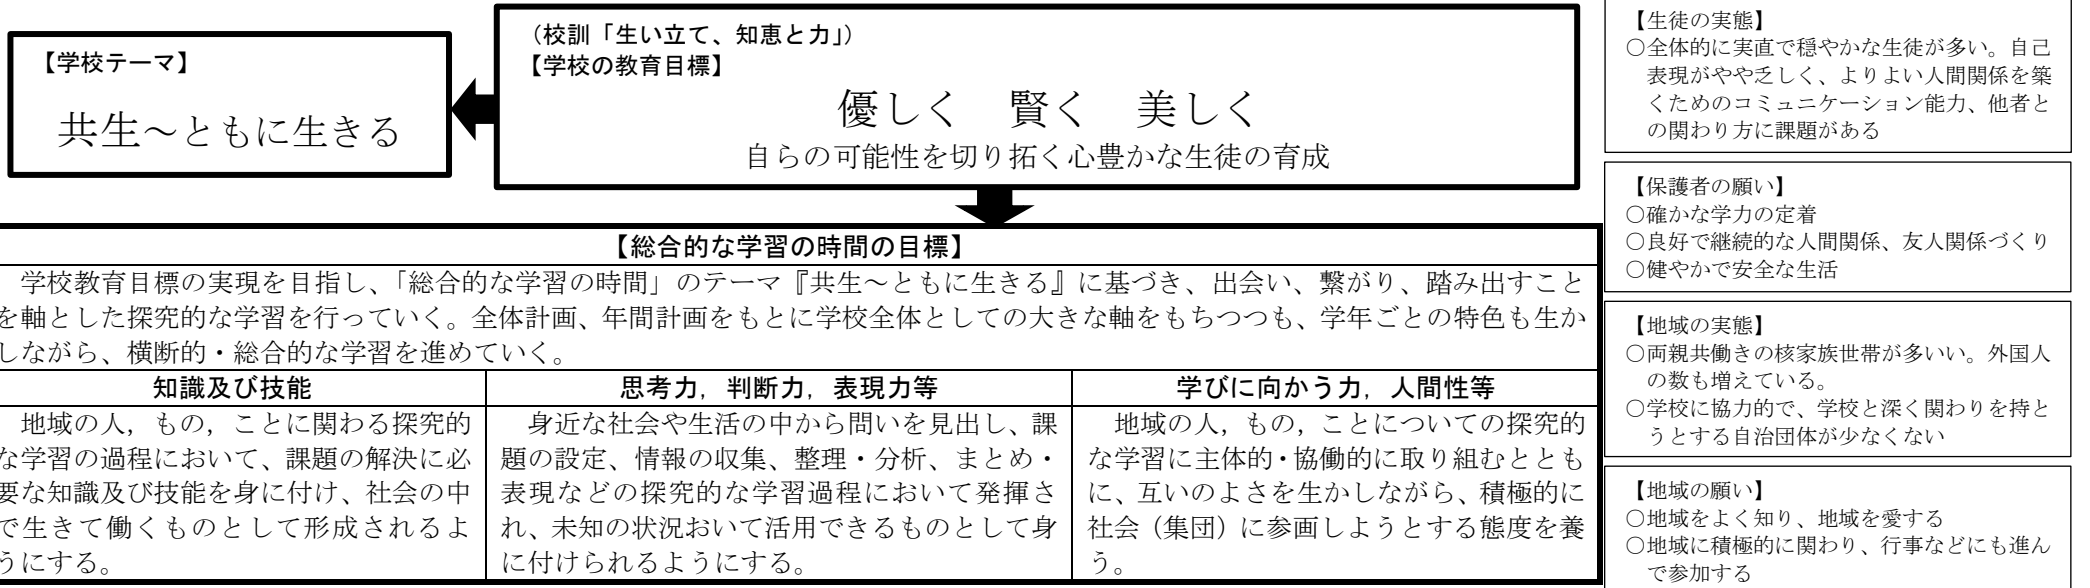 【学校テーマ】
共生～ともに生きる
(校訓「生い立て、知恵と力」)
【学校の教育目標】
優しく　賢く　美しく
自らの可能性を切り拓く心豊かな生徒の育成
【総合的な学習の時間の目標】
学校教育目標の実現を目指し、「総合的な学習の時間」のテーマ『共生～ともに生きる』に基づき、出会い、繋がり、踏み出すこと
を軸とした探究的な学習を行っていく。全体計画、年間計画をもとに学校全体としての大きな軸をもちつつも、学年ごとの特色も生か
しながら、横断的・総合的な学習を進めていく。
知識及び技能
地域の人，もの，ことに関わる探究的
な学習の過程において、課題の解決に必
要な知識及び技能を身に付け、社会の中
で生きて働くものとして形成されるよ
うにする。
思考力，判断力，表現力等
身近な社会や生活の中から問いを見出し、課
題の設定、情報の収集、整理・分析、まとめ・
表現などの探究的な学習過程において発揮さ
れ、未知の状況おいて活用できるものとして身
に付けられるようにする。
学びに向かう力，人間性等
地域の人，もの，ことについての探究的
な学習に主体的・協働的に取り組むととも
に、互いのよさを生かしながら、積極的に
社会（集団）に参画しようとする態度を養
う。
【生徒の実態】
○全体的に実直で穏やかな生徒が多い。自己
表現がやや乏しく、よりよい人間関係を築
くためのコミュニケーション能力、他者と
の関わり方に課題がある
【保護者の願い】
○確かな学力の定着
○良好で継続的な人間関係、友人関係づくり
○健やかで安全な生活
【地域の実態】
○両親共働きの核家族世帯が多いい。外国人
の数も増えている。
○学校に協力的で、学校と深く関わりを持と
うとする自治団体が少なくない
【地域の願い】
○地域をよく知り、地域を愛する
○地域に積極的に関わり、行事などにも進ん
で参加する